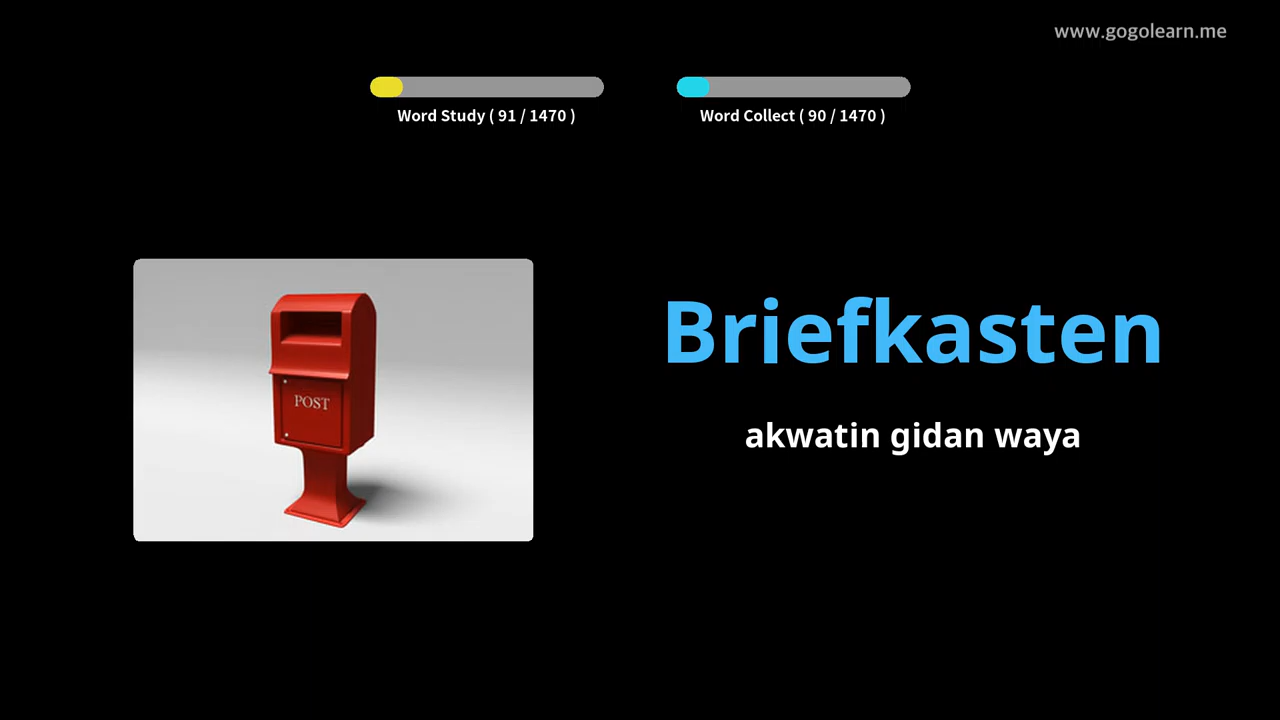 www.gogolearn.me
Word Study ( 91 / 1470 )
Word Collect ( 90 / 1470 )
POST
Briefkasten
akwatin gidan waya